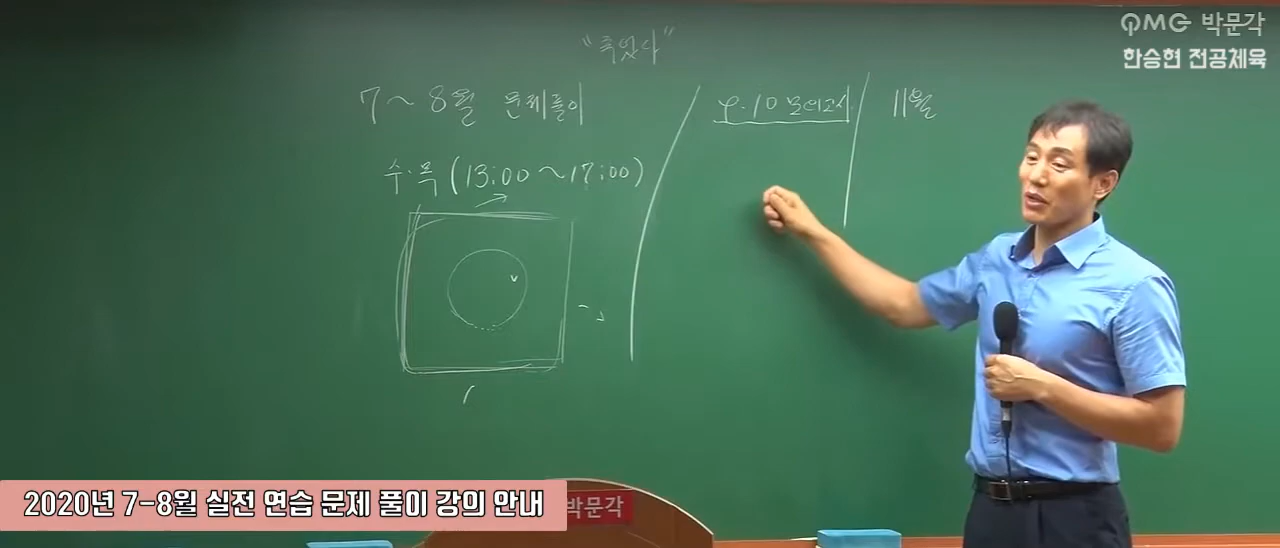 PMG 박문각
한승현 전공체육
"죽었다"
7 ~ 8월 문제풀이
9.10 모의고사
11월
수.목 (13:00 ~ 17:00)
2020년 7-8월 실전 연습 문제 풀이 강의 안내
박문각